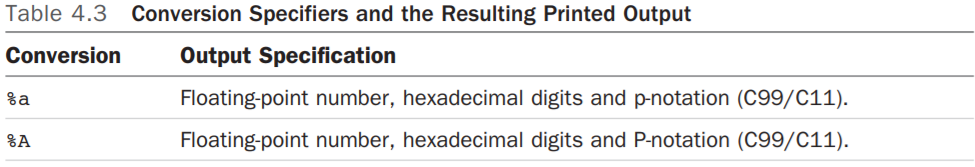 Table 4.3 Conversion Specifiers and the Resulting Printed Output
Conversion Output Specification
%a Floating-point number, hexadecimal digits and p-notation (C99/C11).
%A Floating-point number, hexadecimal digits and P-notation (C99/C11).